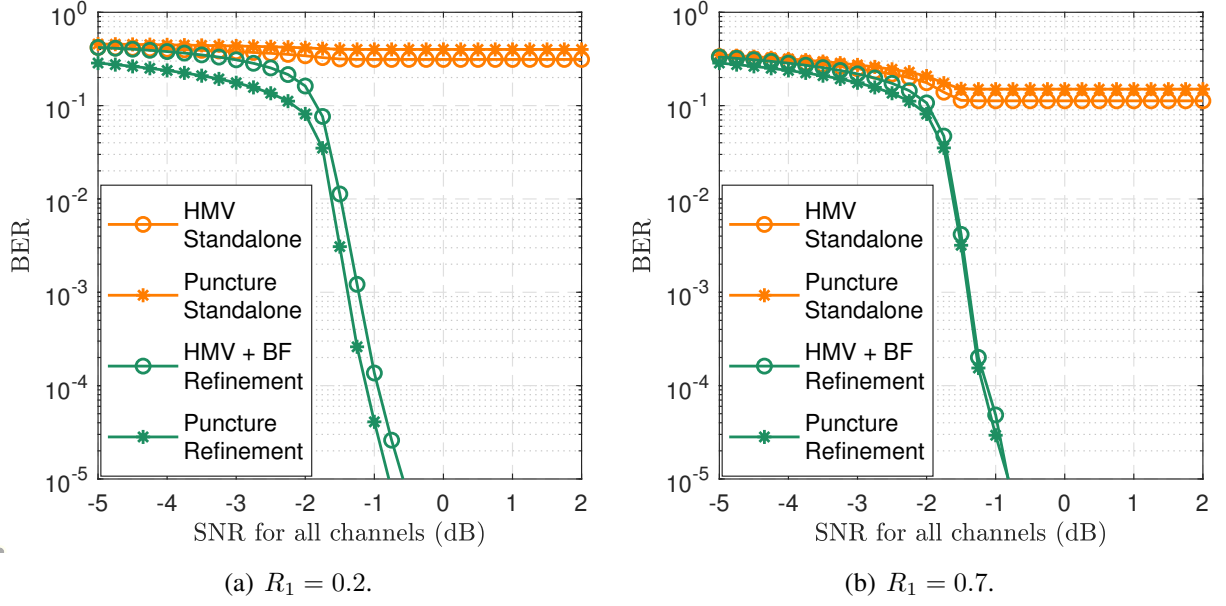 10^0
10^-1
10^-2
10^-3
10^-4
10^-5
BER
HMV
Standalone
Puncture
Standalone
HMV + BF
Refinement
Puncture
Refinement
-5 -4 -3 -2 -1 0 1 2
SNR for all channels (dB)
(a) R_1 = 0.2.
10^0
10^-1
10^-2
10^-3
10^-4
10^-5
BER
HMV
Standalone
Puncture
Standalone
HMV + BF
Refinement
Puncture
Refinement
-5 -4 -3 -2 -1 0 1 2
SNR for all channels (dB)
(b) R_1 = 0.7.